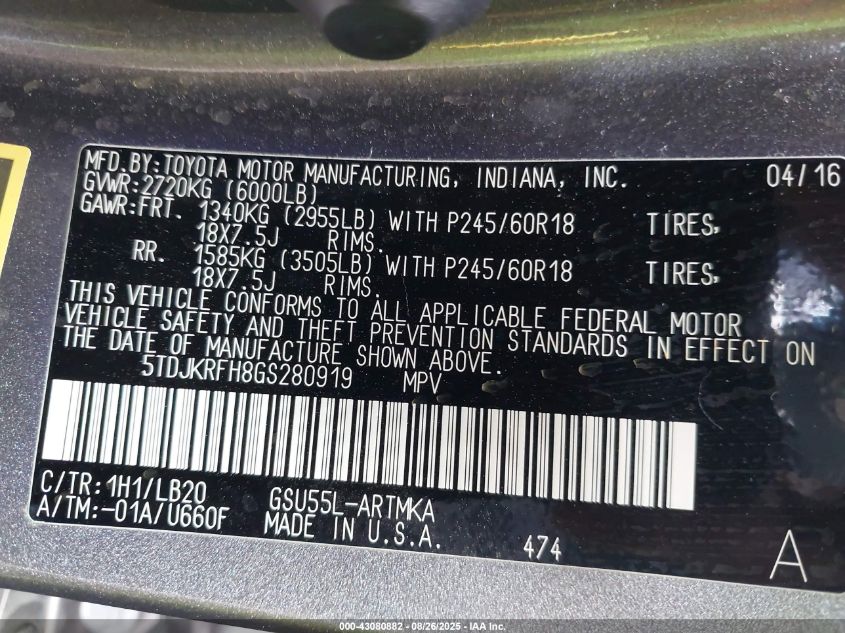 MFD. BY: TOYOTA MOTOR MANUFACTURING, INDIANA, INC. 04/16
GVWR: 2720KG (6000LB)
GAWR: FRT. 1340KG (2955LB) WITH P245/60R18 TIRES,
18X7.5J RIMS.
RR. 1585KG (3505LB) WITH P245/60R18 TIRES,
18X7.5J RIMS.
THIS VEHICLE CONFORMS TO ALL APPLICABLE FEDERAL MOTOR
VEHICLE SAFETY AND THEFT PREVENTION STANDARDS IN EFFECT ON
THE DATE OF MANUFACTURE SHOWN ABOVE.
5TDJKRFH8GS280919 MPV
C/TR: 1H1/LB20 GSU55L-ARTMKA
A/TM: -01A/U660F MADE IN U.S.A. 474 A
000-43080882 - 08/26/2025 - IAA Inc.